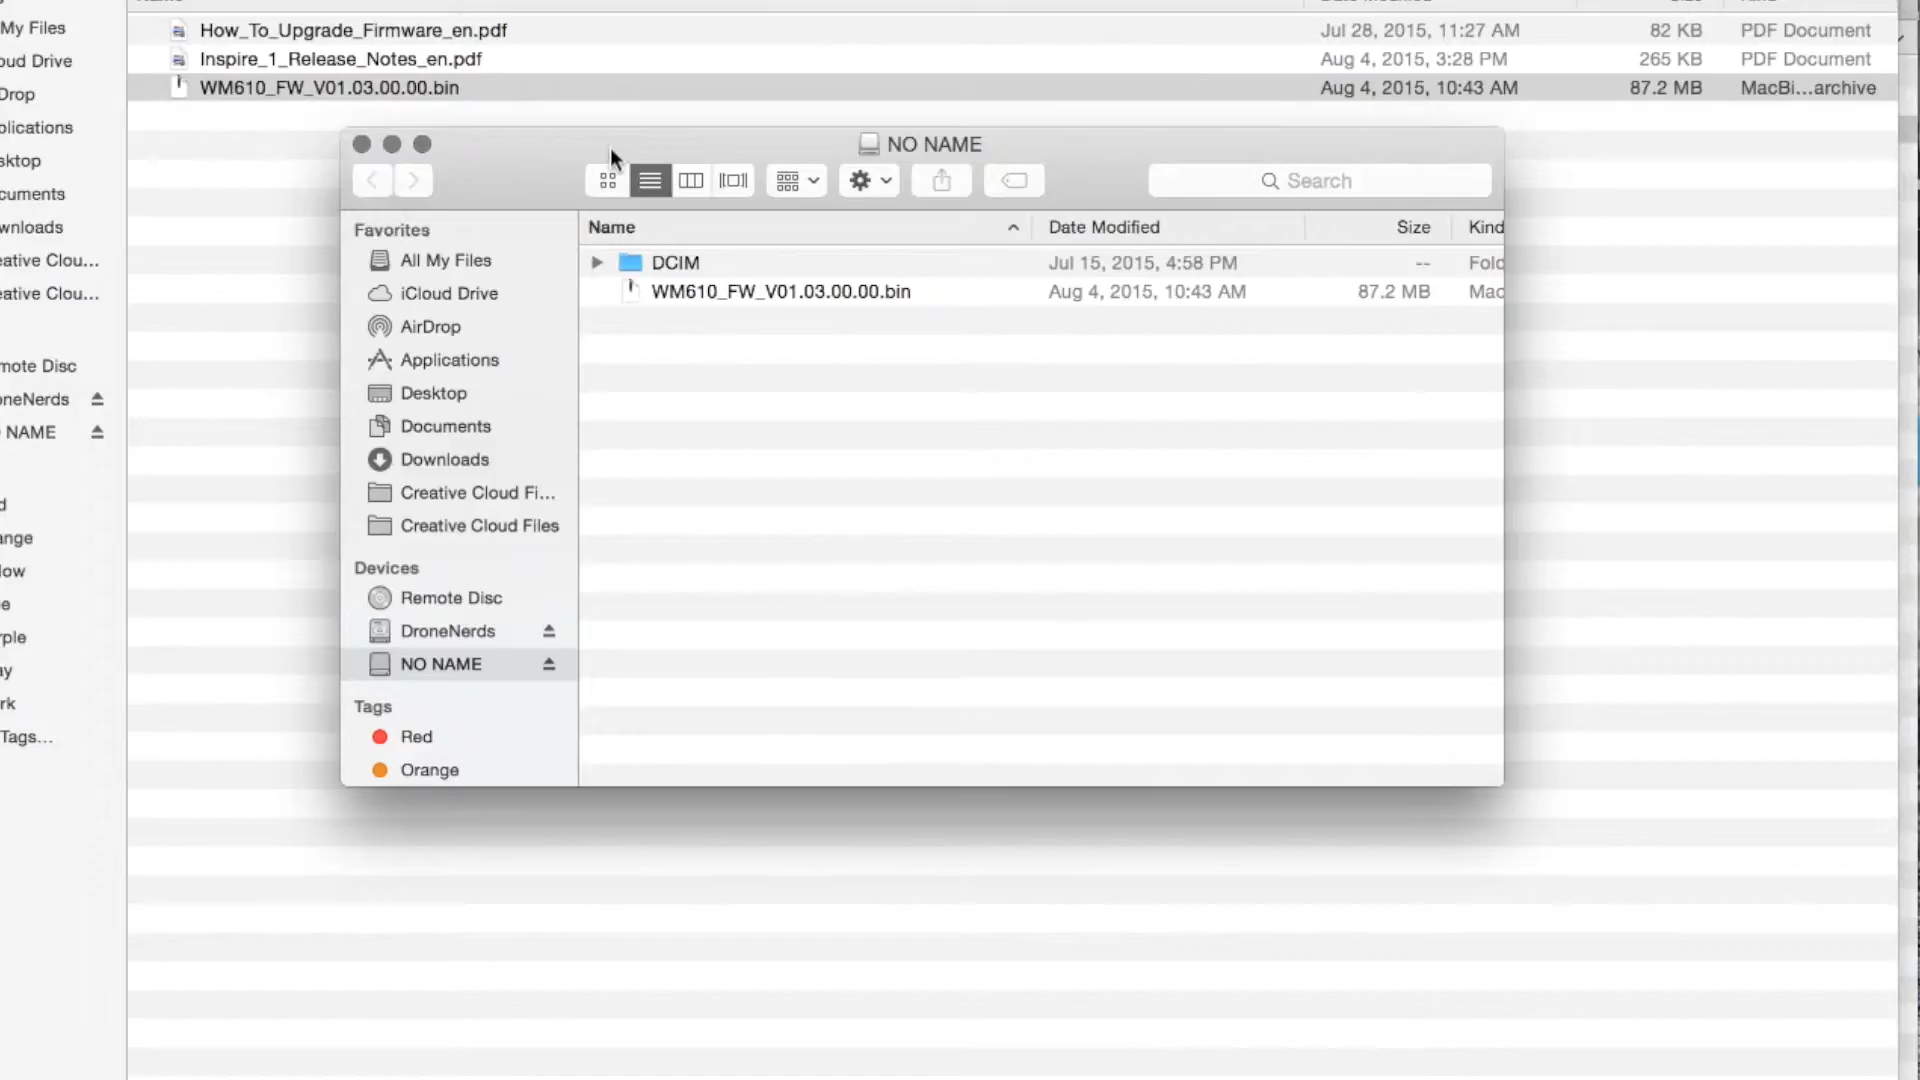 My Files
oud Drive
Drop
plications
sktop
cuments
wnloads
eative Clou...
eative Clou...
mote Disc
oneNerds
NAME
d
ange
low
e
rple
ay
rk
Tags...
How_To_Upgrade_Firmware_en.pdf Jul 28, 2015, 11:27 AM 82 KB PDF Document
Inspire_1_Release_Notes_en.pdf Aug 4, 2015, 3:28 PM 265 KB PDF Document
WM610_FW_V01.03.00.00.bin Aug 4, 2015, 10:43 AM 87.2 MB MacBi...archive
NO NAME
Search
Favorites
All My Files
iCloud Drive
AirDrop
Applications
Desktop
Documents
Downloads
Creative Cloud Fi...
Creative Cloud Files
Devices
Remote Disc
DroneNerds
NO NAME
Tags
Red
Orange
Name Date Modified Size Kind
DCIM Jul 15, 2015, 4:58 PM -- Fold
WM610_FW_V01.03.00.00.bin Aug 4, 2015, 10:43 AM 87.2 MB Mac